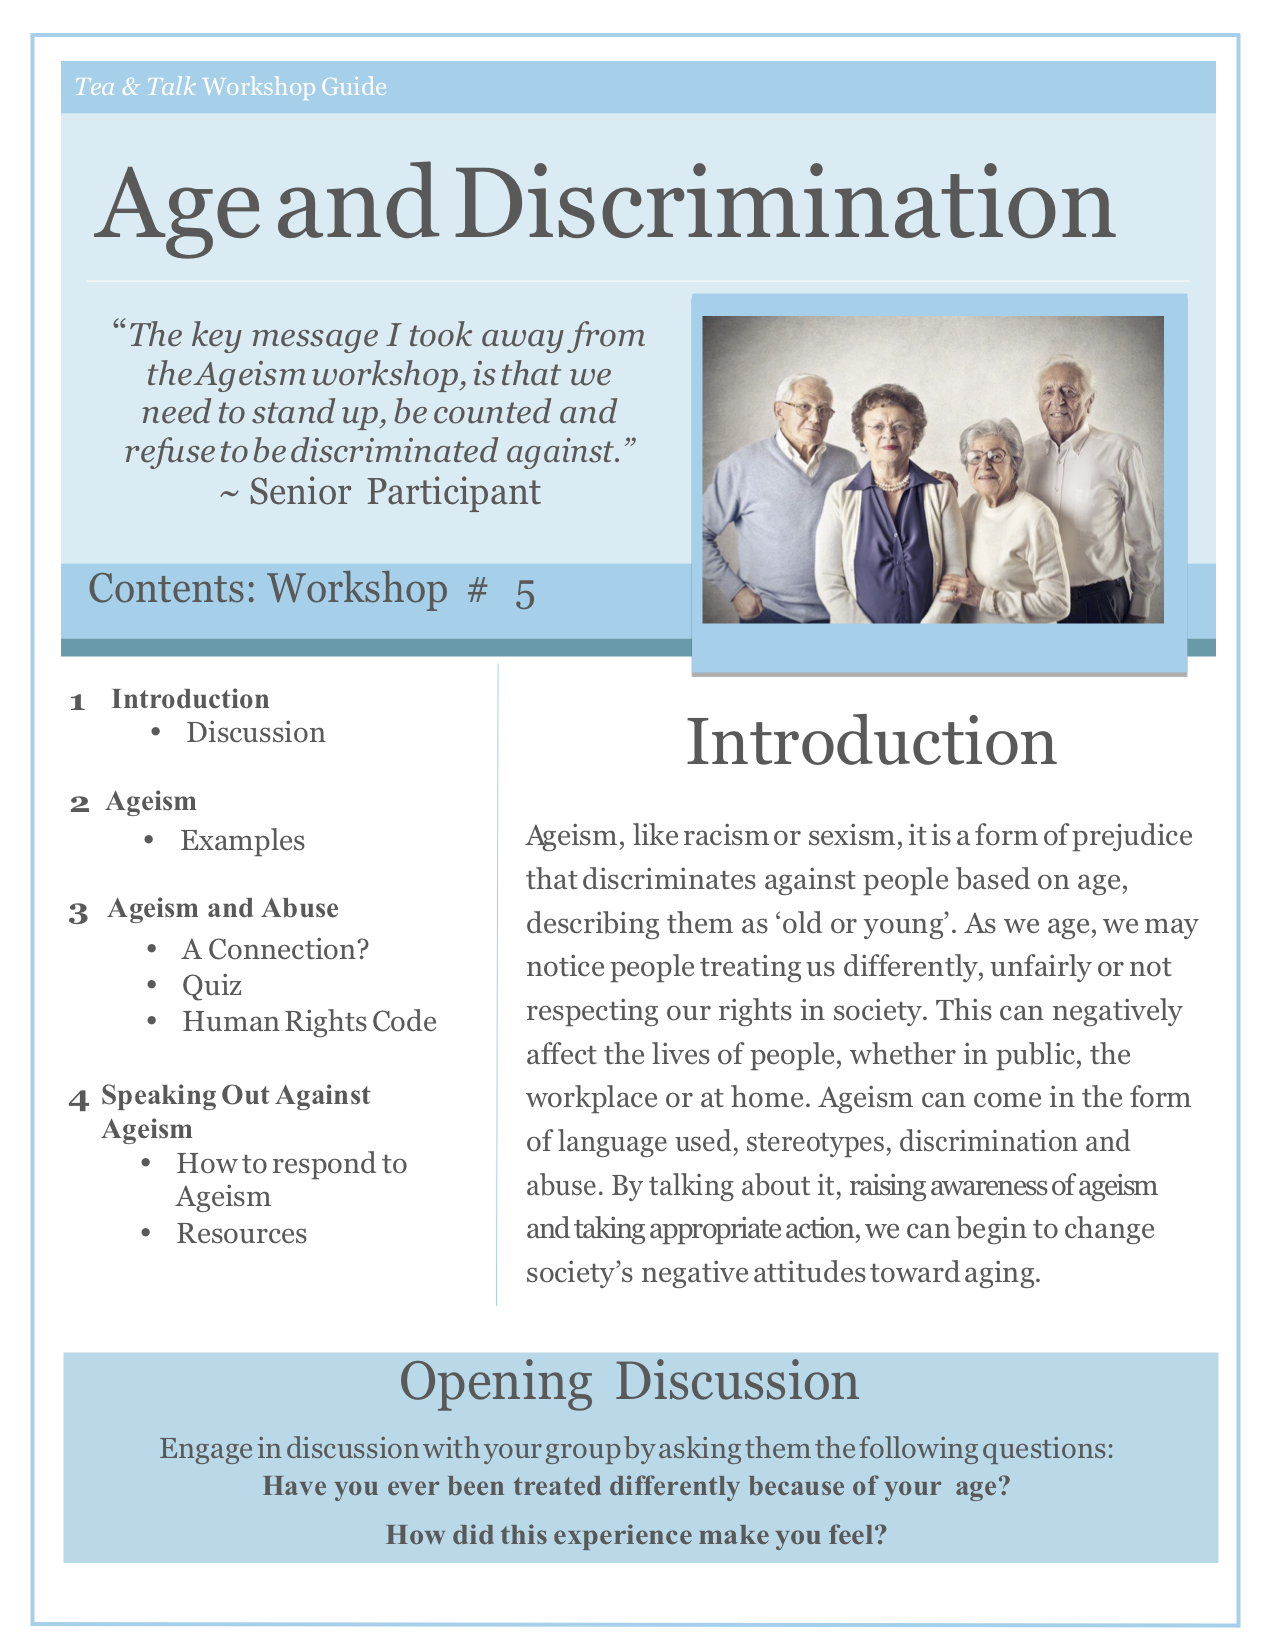 Tea & Talk Workshop Guide
Age and Discrimination
“The key message I took away from
the Ageism workshop, is that we
need to stand up, be counted and
refuse to be discriminated against.”
~ Senior Participant
Contents: Workshop # 5
1 Introduction
• Discussion
2 Ageism
• Examples
3 Ageism and Abuse
• A Connection?
• Quiz
• Human Rights Code
4 Speaking Out Against
Ageism
• How to respond to
Ageism
• Resources
Introduction
Ageism, like racism or sexism, it is a form of prejudice
that discriminates against people based on age,
describing them as ‘old or young’. As we age, we may
notice people treating us differently, unfairly or not
respecting our rights in society. This can negatively
affect the lives of people, whether in public, the
workplace or at home. Ageism can come in the form
of language used, stereotypes, discrimination and
abuse. By talking about it, raising awareness of ageism
and taking appropriate action, we can begin to change
society’s negative attitudes toward aging.
Opening Discussion
Engage in discussion with your group by asking them the following questions:
Have you ever been treated differently because of your age?
How did this experience make you feel?